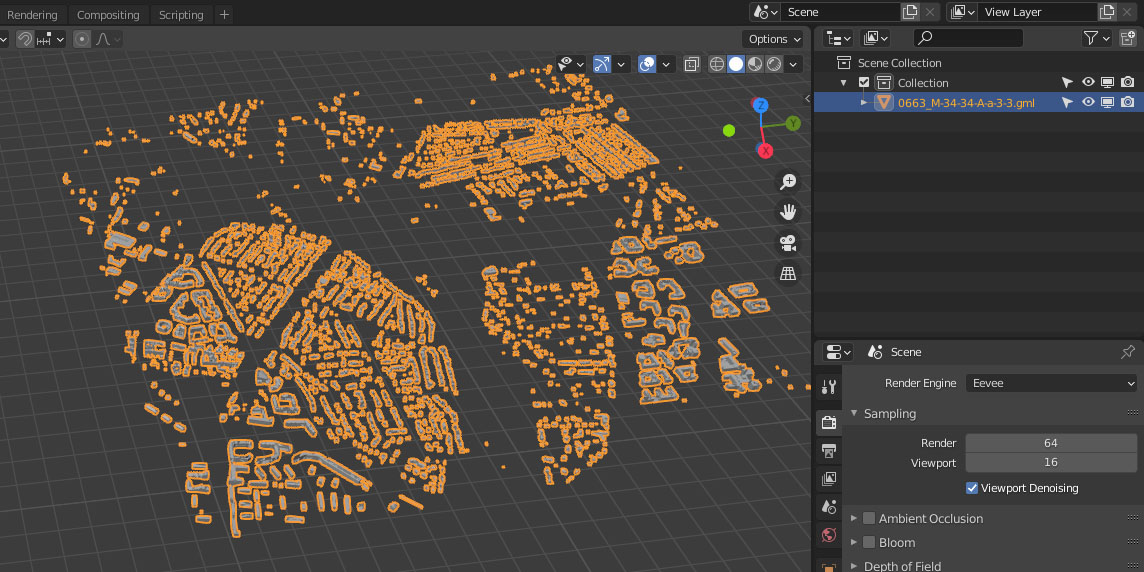 Rendering Compositing Scripting + Scene View Layer
Options
Scene Collection
Collection
0663_M-34-34-A-a-3-3.gml
Z
Y
X
Scene
Render Engine Eevee
Sampling
Render 64
Viewport 16
Viewport Denoising
Ambient Occlusion
Bloom
Depth of Field